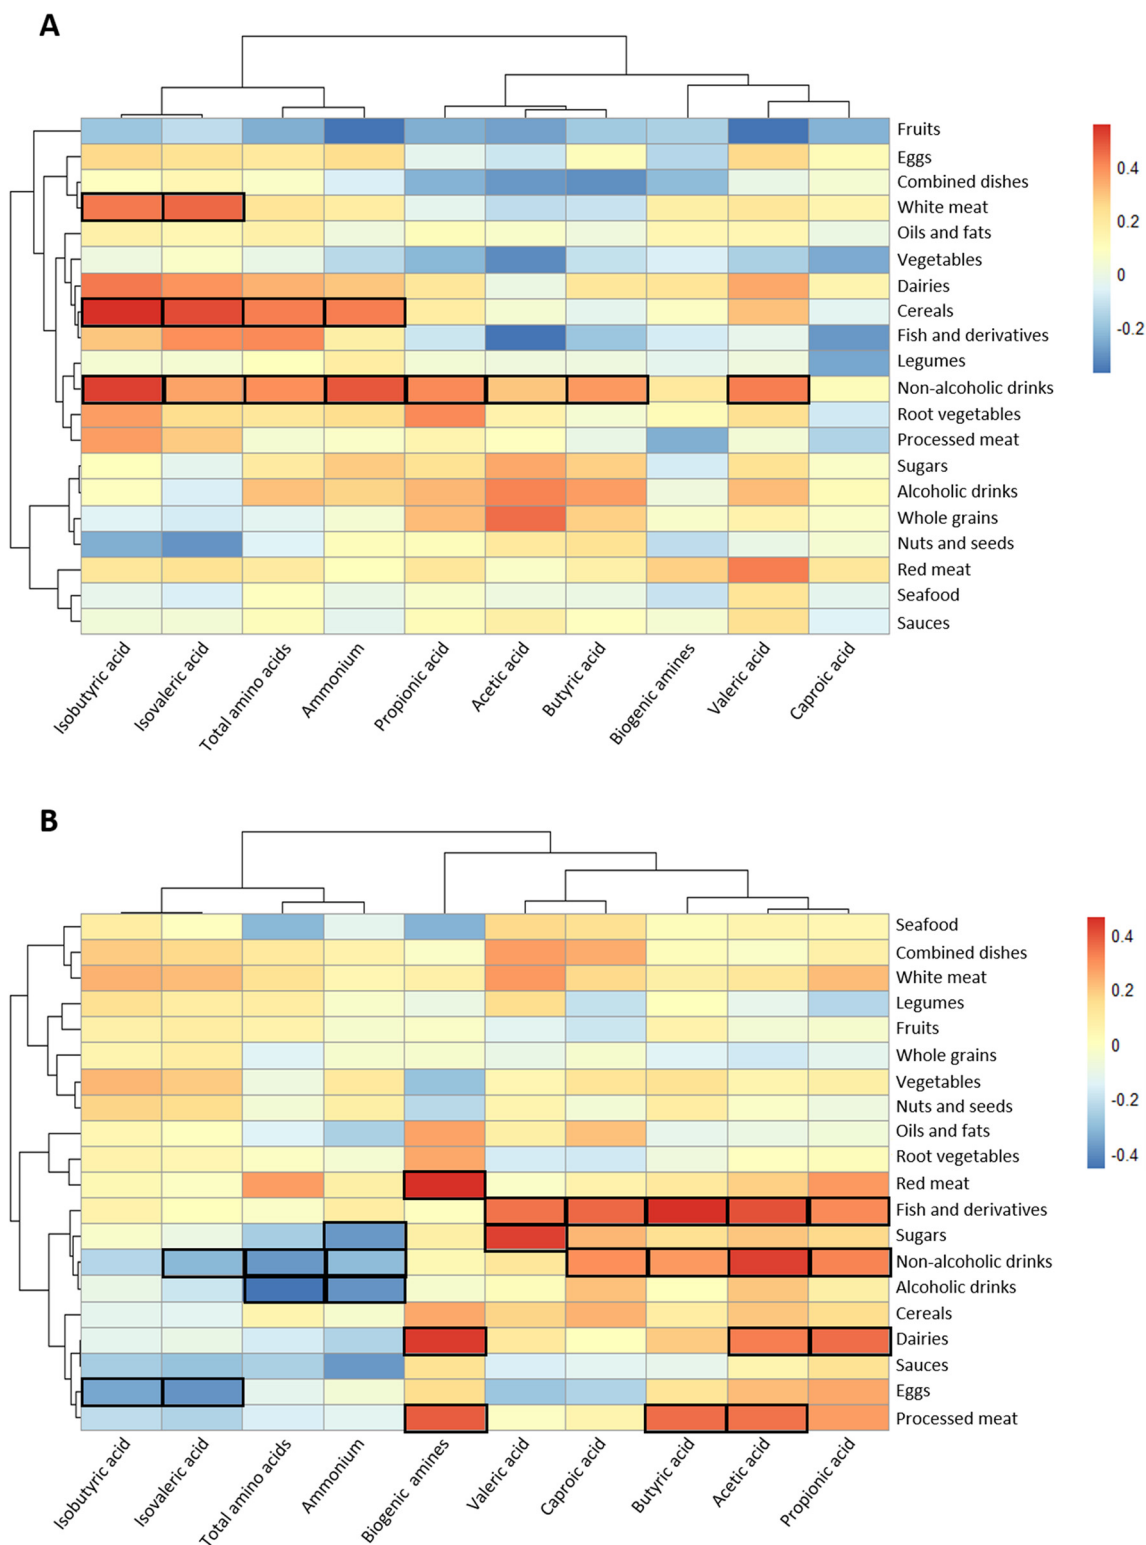 A
Fruits
Eggs
Combined dishes
White meat
Oils and fats
Vegetables
Dairies
Cereals
Fish and derivatives
Legumes
Non-alcoholic drinks
Root vegetables
Processed meat
Sugars
Alcoholic drinks
Whole grains
Nuts and seeds
Red meat
Seafood
Sauces
0.4
0.2
0
-0.2
Isobutyric acid
Isovaleric acid
Total amino acids
Ammonium
Propionic acid
Acetic acid
Butyric acid
Biogenic amines
Valeric acid
Caproic acid
B
Seafood
Combined dishes
White meat
Legumes
Fruits
Whole grains
Vegetables
Nuts and seeds
Oils and fats
Root vegetables
Red meat
Fish and derivatives
Sugars
Non-alcoholic drinks
Alcoholic drinks
Cereals
Dairies
Sauces
Eggs
Processed meat
0.4
0.2
0
-0.2
-0.4
Isobutyric acid
Isovaleric acid
Total amino acids
Ammonium
Biogenic amines
Valeric acid
Caproic acid
Butyric acid
Acetic acid
Propionic acid